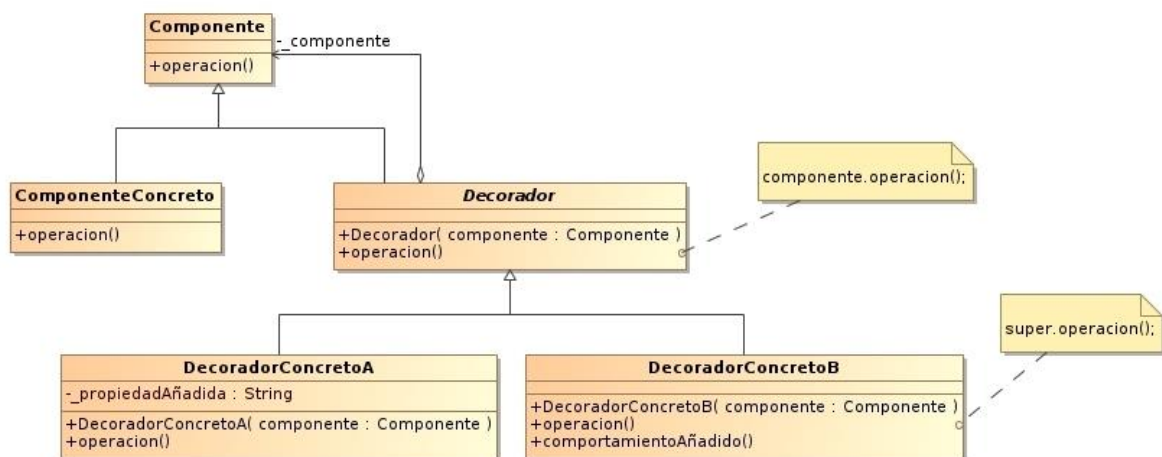 Componente
-_componente
+operacion()
componente.operacion();
ComponenteConcreto
+operacion()
Decorador
+Decorador( componente : Componente )
+operacion()
super.operacion();
DecoradorConcretoA
-_propiedadAñadida : String
+DecoradorConcretoA( componente : Componente )
+operacion()
DecoradorConcretoB
+DecoradorConcretoB( componente : Componente )
+operacion()
+comportamientoAñadido()